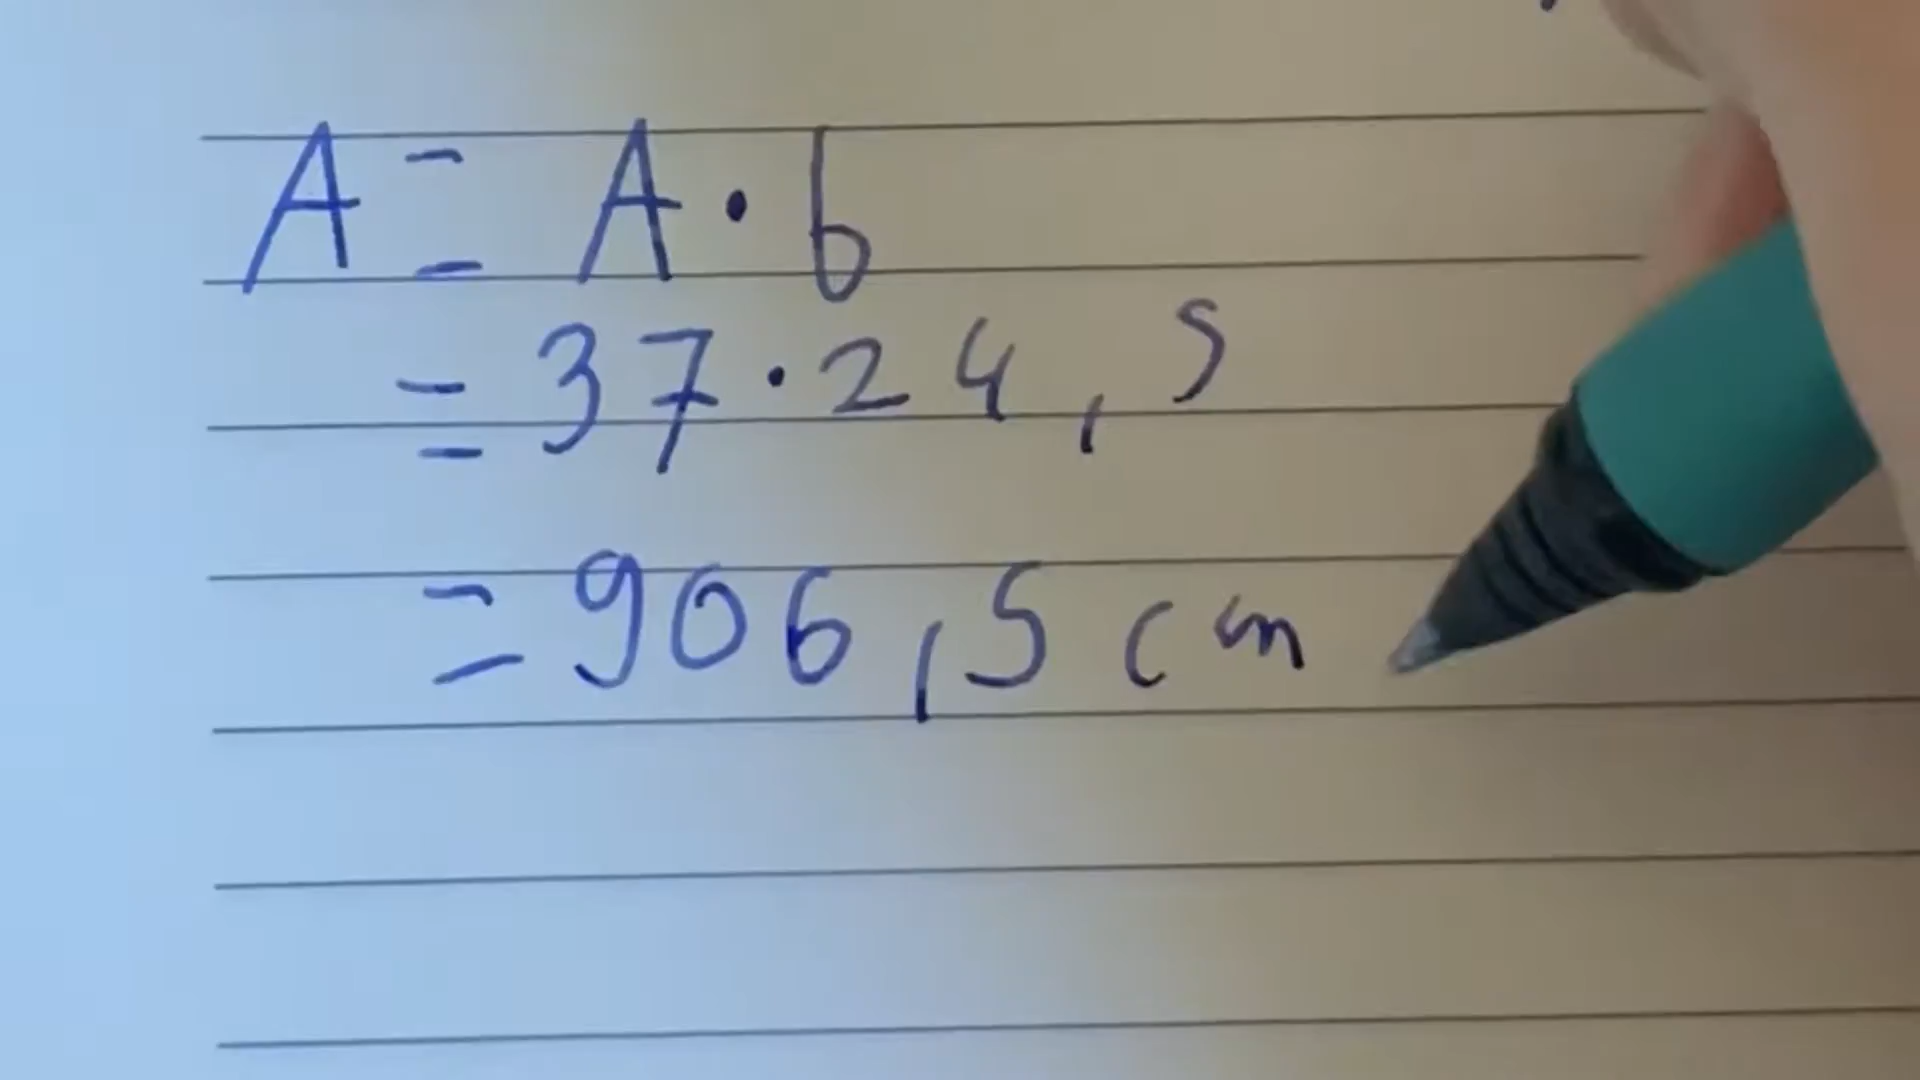 A = A · b
= 37 · 24,5
= 906,5 cm